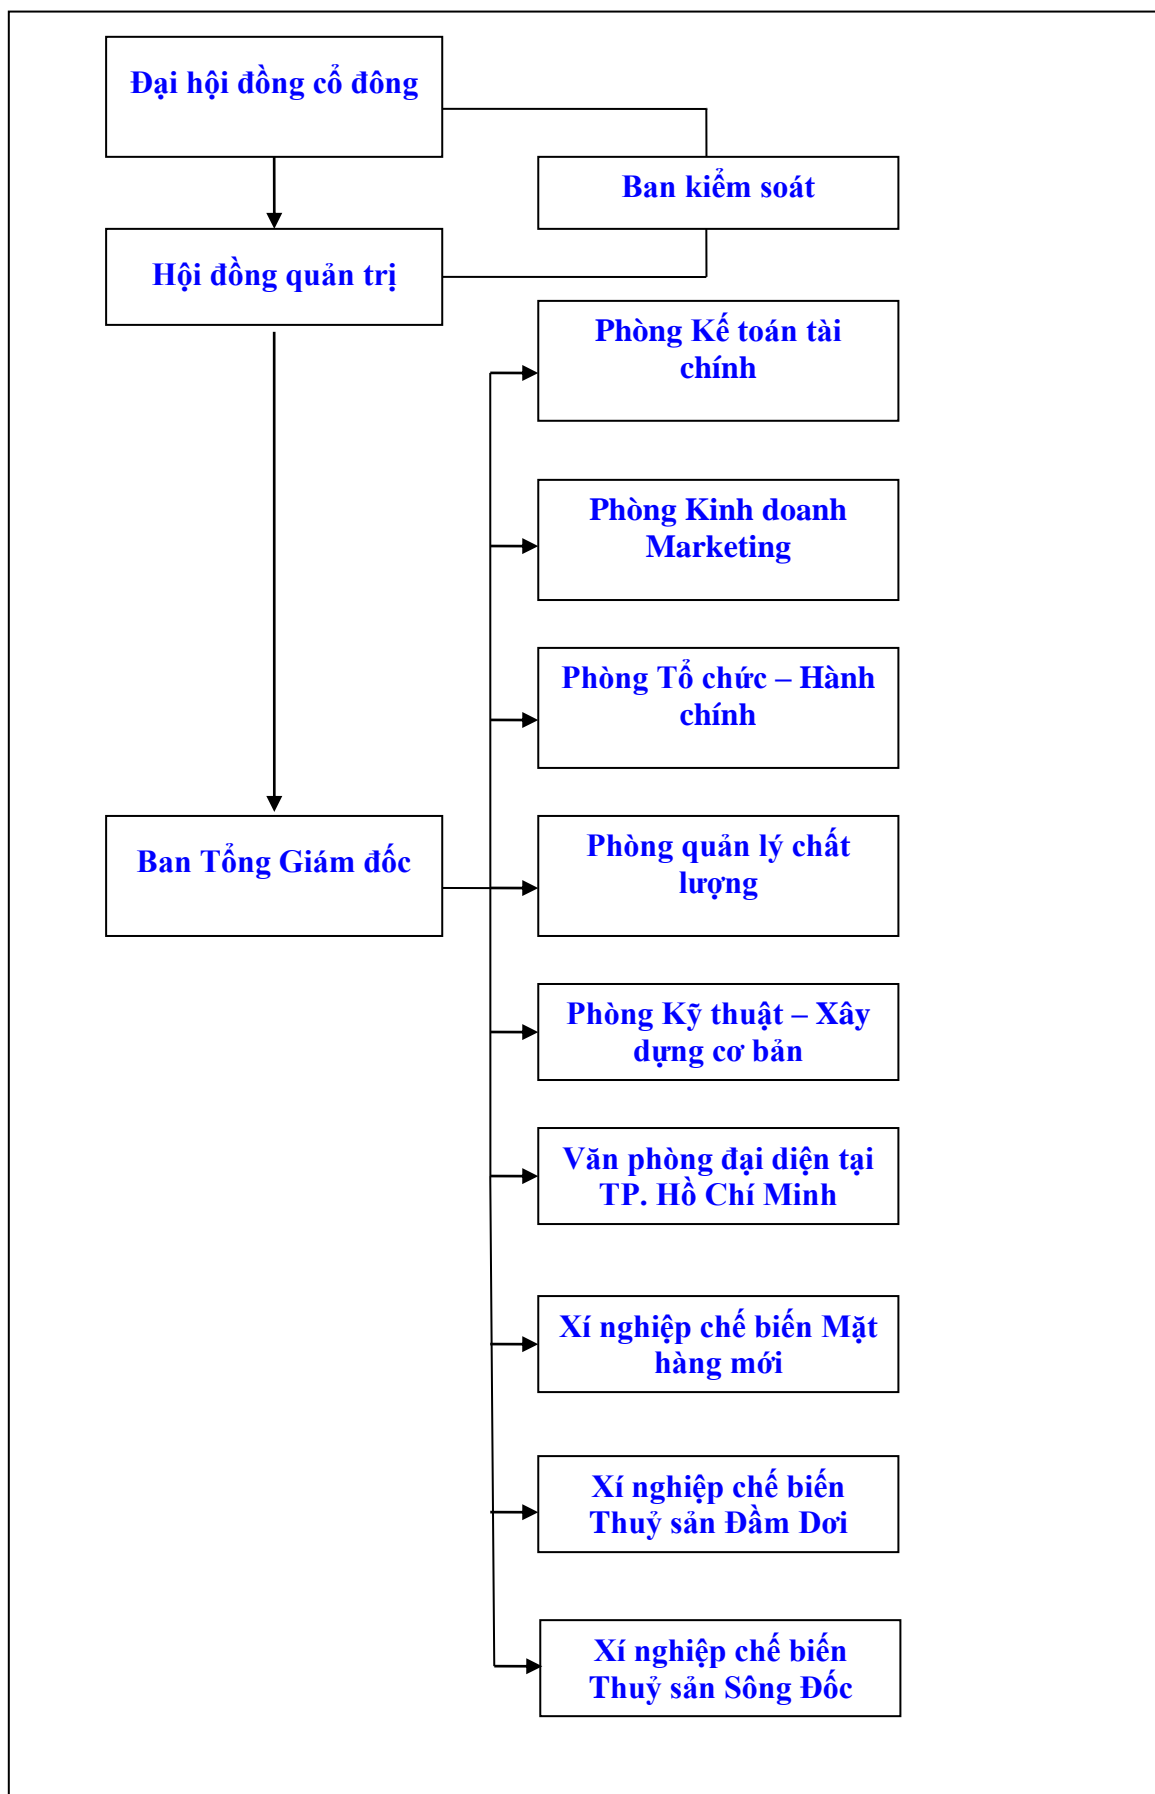 Đại hội đồng cổ đông
Ban kiểm soát
Hội đồng quản trị
Phòng Kế toán tài
chính
Phòng Kinh doanh
Marketing
Phòng Tổ chức – Hành
chính
Ban Tổng Giám đốc
Phòng quản lý chất
lượng
Phòng Kỹ thuật – Xây
dựng cơ bản
Văn phòng đại diện tại
TP. Hồ Chí Minh
Xí nghiệp chế biến Mặt
hàng mới
Xí nghiệp chế biến
Thuỷ sản Đầm Dơi
Xí nghiệp chế biến
Thuỷ sản Sông Đốc